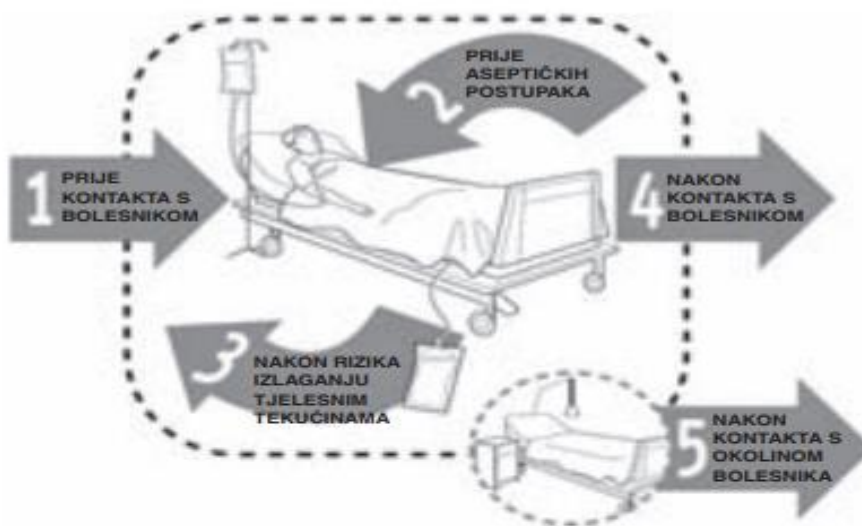 1 PRIJE
KONTAKTA S
BOLESNIKOM
2 PRIJE
ASEPTIČKIH
POSTUPAKA
3 NAKON RIZIKA
IZLAGANJU
TJELESNIM
TEKUĆINAMA
4 NAKON
KONTAKTA S
BOLESNIKOM
5 NAKON
KONTAKTA S
OKOLINOM
BOLESNIKA